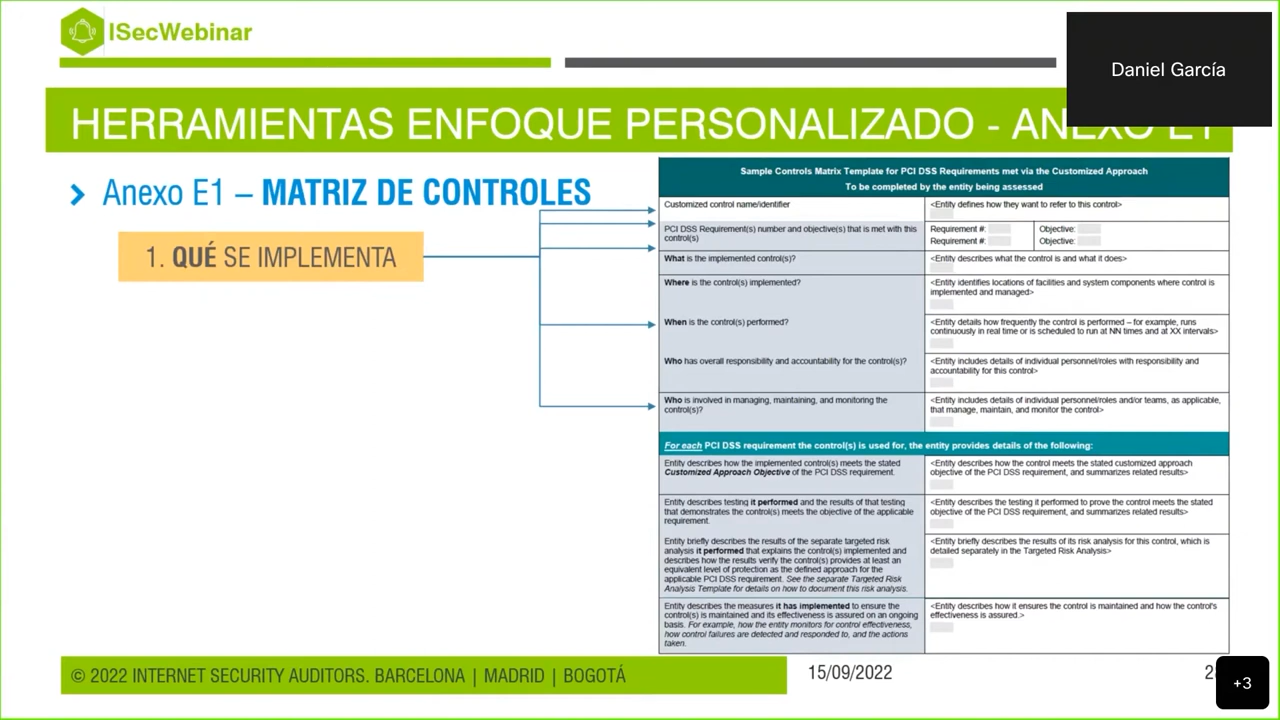 ISecWebinar
Daniel García
HERRAMIENTAS ENFOQUE PERSONALIZADO - ANEXO E1
Anexo E1 – MATRIZ DE CONTROLES
1. QUÉ SE IMPLEMENTA
Sample Controls Matrix Template for PCI DSS Requirements met via the Customized Approach
To be completed by the entity being assessed
Customized control name/identifier
<Entity defines how they want to refer to this control>
PCI DSS Requirement(s) number and objective(s) that is met with this
control(s)
Requirement #:
Objective:
Requirement #:
Objective:
What is the implemented control(s)?
<Entity describes what the control is and what it does>
Where is the control(s) implemented?
<Entity identifies locations of facilities and system components where control is
implemented and managed>
When is the control(s) performed?
<Entity details how frequently the control is performed – for example, runs
continuously in real time or is scheduled to run at NN times and at XX intervals>
Who has overall responsibility and accountability for the control(s)?
<Entity includes details of individual personnel/roles with responsibility and
accountability for this control>
Who is involved in managing, maintaining, and monitoring the
control(s)?
<Entity includes details of individual personnel/roles and/or teams, as applicable,
that manage, maintain, and monitor the control>
For each PCI DSS requirement the control(s) is used for, the entity provides details of the following:
Entity describes how the implemented control(s) meets the stated
Customized Approach Objective of the PCI DSS requirement.
<Entity describes how the control meets the stated customized approach
objective of the PCI DSS requirement, and summarizes related results>
Entity describes testing it performed and the results of that testing
that demonstrates the control(s) meets the objective of the applicable
requirement.
<Entity describes the testing it performed to prove the control meets the stated
objective of the PCI DSS requirement, and summarizes related results>
Entity briefly describes the results of the separate targeted risk
analysis it performed that explains the control(s) implemented and
describes how the results verify the control(s) provides at least an
equivalent level of protection as the defined approach for the
applicable PCI DSS requirement. See the separate Targeted Risk
Analysis Template for details on how to document this risk analysis.
<Entity briefly describes the results of its risk analysis for this control, which is
detailed separately in the Targeted Risk Analysis>
Entity describes the measures it has implemented to ensure the
control(s) is maintained and its effectiveness is assured on an ongoing
basis. For example, how the entity monitors for control effectiveness,
how control failures are detected and responded to, and the actions
taken.
<Entity describes how it ensures the control is maintained and how the control's
effectiveness is assured.>
© 2022 INTERNET SECURITY AUDITORS. BARCELONA | MADRID | BOGOTÁ
15/09/2022
+3